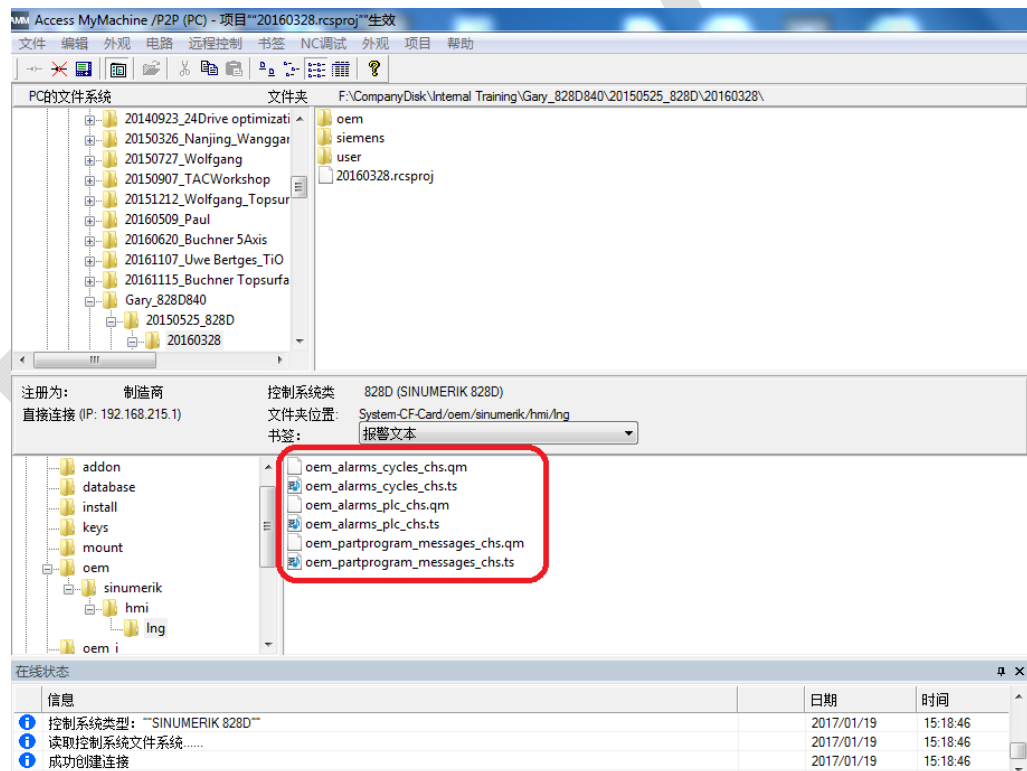 AMM Access MyMachine /P2P (PC) - 项目""20160328.rcsproj""生效
文件 编辑 外观 电路 远程控制 书签 NC调试 外观 项目 帮助
PC的文件系统 文件夹 F:\CompanyDisk\Internal Training\Gary_828D840\20150525_828D\20160328\
20140923_24Drive optimizati
20150326_Nanjing_Wanggar
20150727_Wolfgang
20150907_TACWorkshop
20151212_Wolfgang_Topsur
20160509_Paul
20160620_Buchner 5Axis
20161107_Uwe Bertges_TiO
20161115_Buchner Topsurfa
Gary_828D840
20150525_828D
20160328
oem
siemens
user
20160328.rcsproj
注册为: 制造商 控制系统类 828D (SINUMERIK 828D)
直接连接 (IP: 192.168.215.1) 文件夹位置: System-CF-Card/oem/sinumerik/hmi/lng
书签: 报警文本
addon
database
install
keys
mount
oem
sinumerik
hmi
lng
oem_i
oem_alarms_cycles_chs.qm
oem_alarms_cycles_chs.ts
oem_alarms_plc_chs.qm
oem_alarms_plc_chs.ts
oem_partprogram_messages_chs.qm
oem_partprogram_messages_chs.ts
在线状态
信息 日期 时间
控制系统类型: ""SINUMERIK 828D"" 2017/01/19 15:18:46
读取控制系统文件系统...... 2017/01/19 15:18:46
成功创建连接 2017/01/19 15:18:46